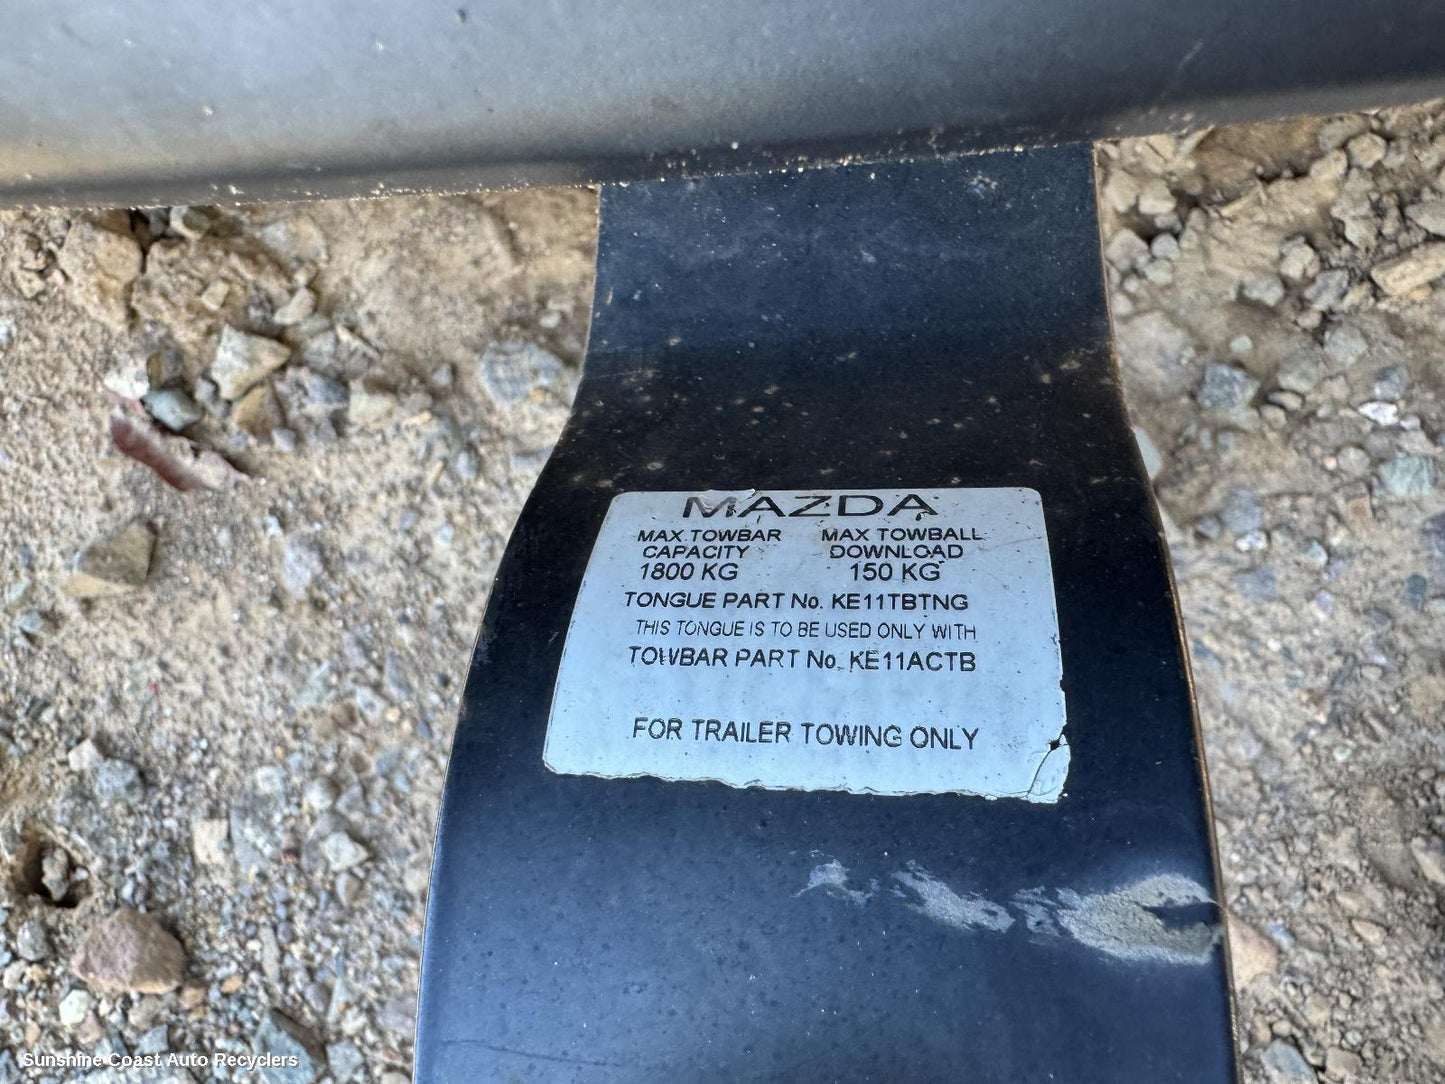 MAZDA
MAX TOWBAR MAX TOWBALL
CAPACITY DOWNLOAD
1800 KG 150 KG
TONGUE PART No. KE11TBTNG
THIS TONGUE IS TO BE USED ONLY WITH
TOWBAR PART No. KE11ACTB
FOR TRAILER TOWING ONLY
Sunshine Coast Auto Recyclers